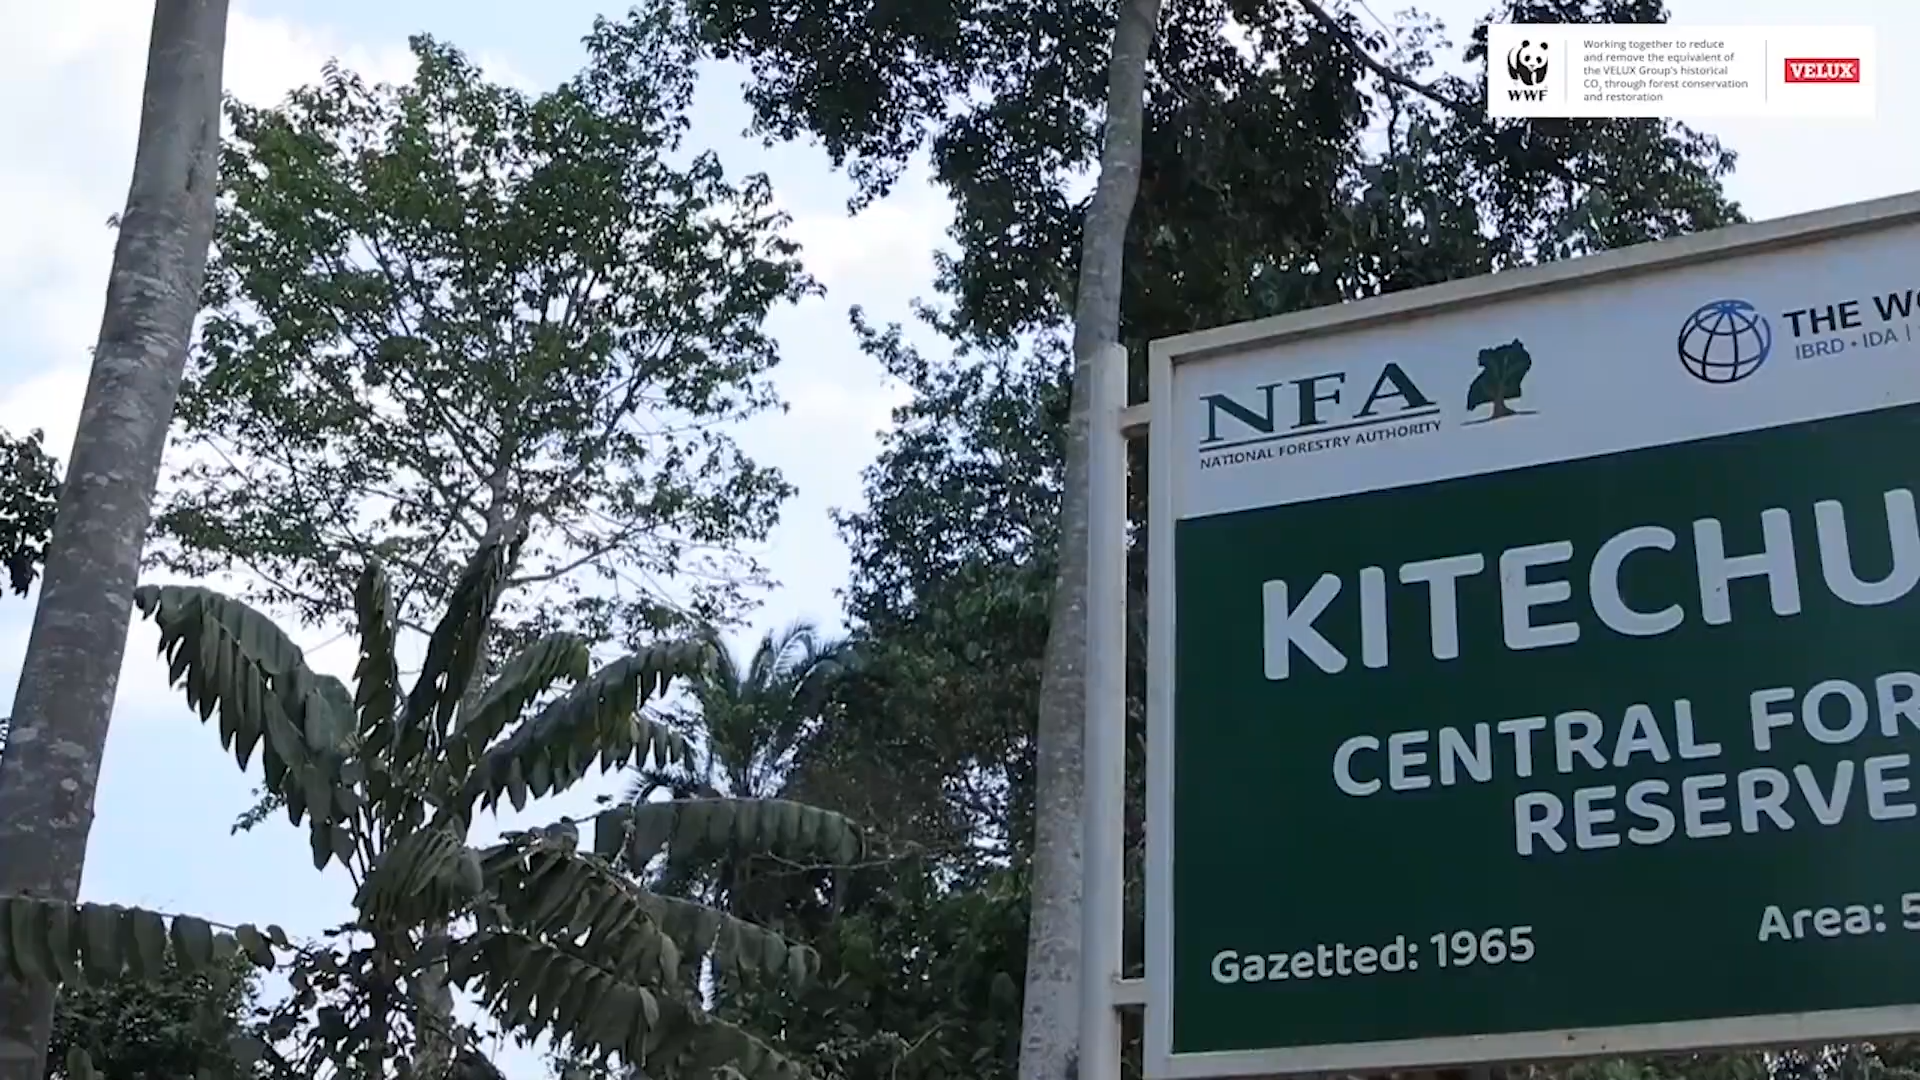 Working together to reduce
and remove the equivalent of
the VELUX Group's historical
CO2 through forest conservation
and restoration
WWF
VELUX
NFA
NATIONAL FORESTRY AUTHORITY
THE W
IBRD • IDA |
KITECHU
CENTRAL FOR
RESERVE
Gazetted: 1965
Area: 5